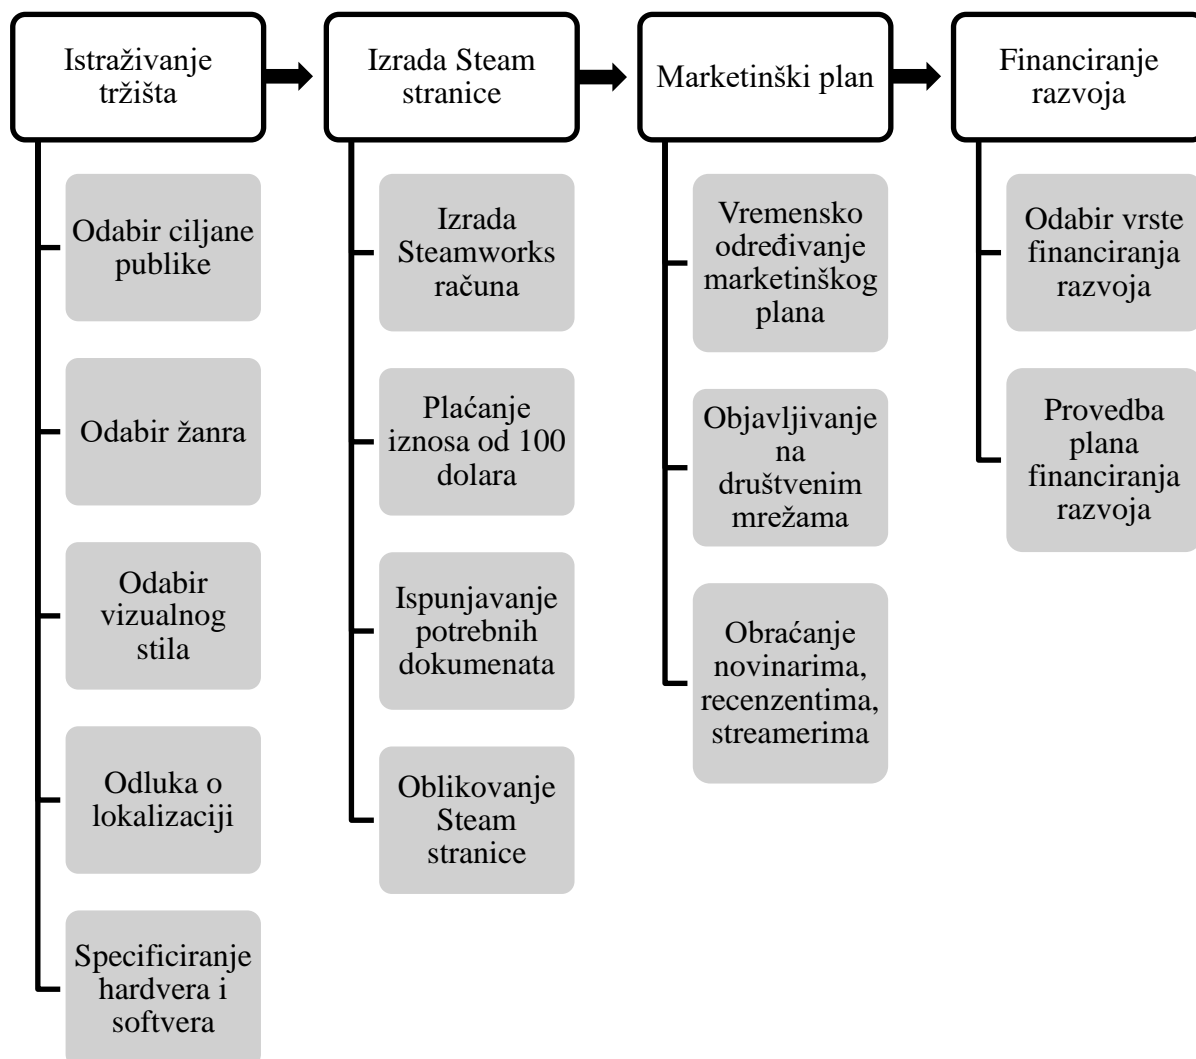 Istraživanje
tržišta
Odabir ciljane
publike
Odabir žanra
Odabir
vizualnog
stila
Odluka o
lokalizaciji
Specificiranje
hardvera i
softvera
Izrada Steam
stranice
Izrada
Steamworks
računa
Plaćanje
iznosa od 100
dolara
Ispunjavanje
potrebnih
dokumenata
Oblikovanje
Steam
stranice
Marketinški plan
Vremensko
određivanje
marketinškog
plana
Objavljivanje
na
društvenim
mrežama
Obraćanje
novinarima,
recenzentima,
streamerima
Financiranje
razvoja
Odabir vrste
financiranja
razvoja
Provedba
plana
financiranja
razvoja